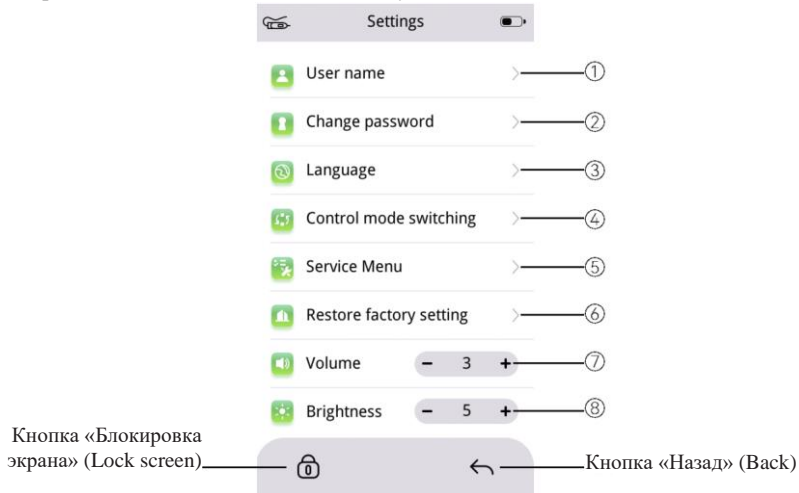 Settings
User name ①
Change password ②
Language ③
Control mode switching ④
Service Menu ⑤
Restore factory setting ⑥
Volume − 3 + ⑦
Brightness − 5 + ⑧
Кнопка «Блокировка
экрана» (Lock screen)
Кнопка «Назад» (Back)